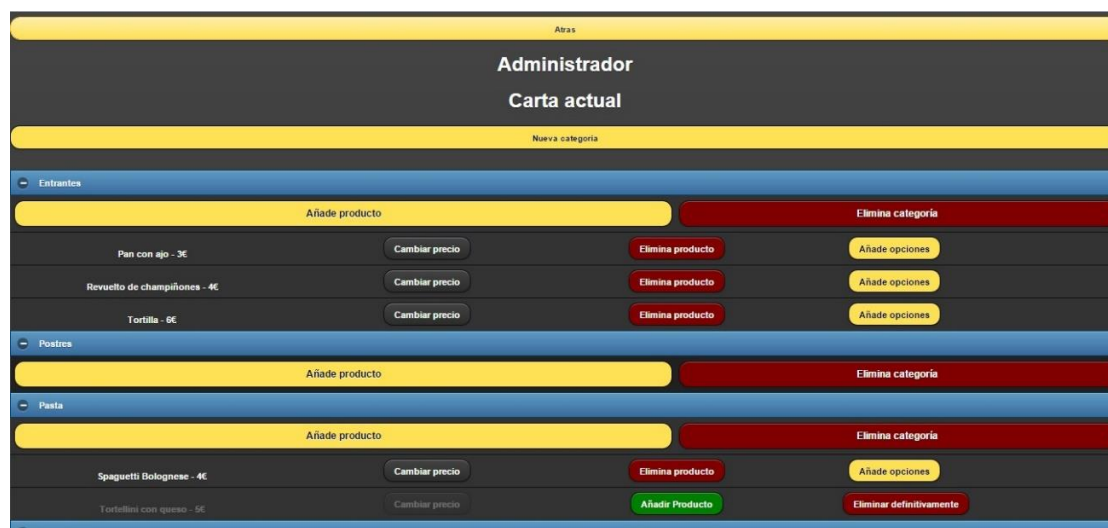 Atras
Administrador
Carta actual
Nueva categoria
Entrantes
Añade producto Elimina categoría
Pan con ajo - 3€ Cambiar precio Elimina producto Añade opciones
Revuelto de champiñones - 4€ Cambiar precio Elimina producto Añade opciones
Tortilla - 6€ Cambiar precio Elimina producto Añade opciones
Postres
Añade producto Elimina categoría
Pasta
Añade producto Elimina categoría
Spaguetti Bolognese - 4€ Cambiar precio Elimina producto Añade opciones
Tortellini con queso - 5€ Cambiar precio Añadir Producto Eliminar definitivamente